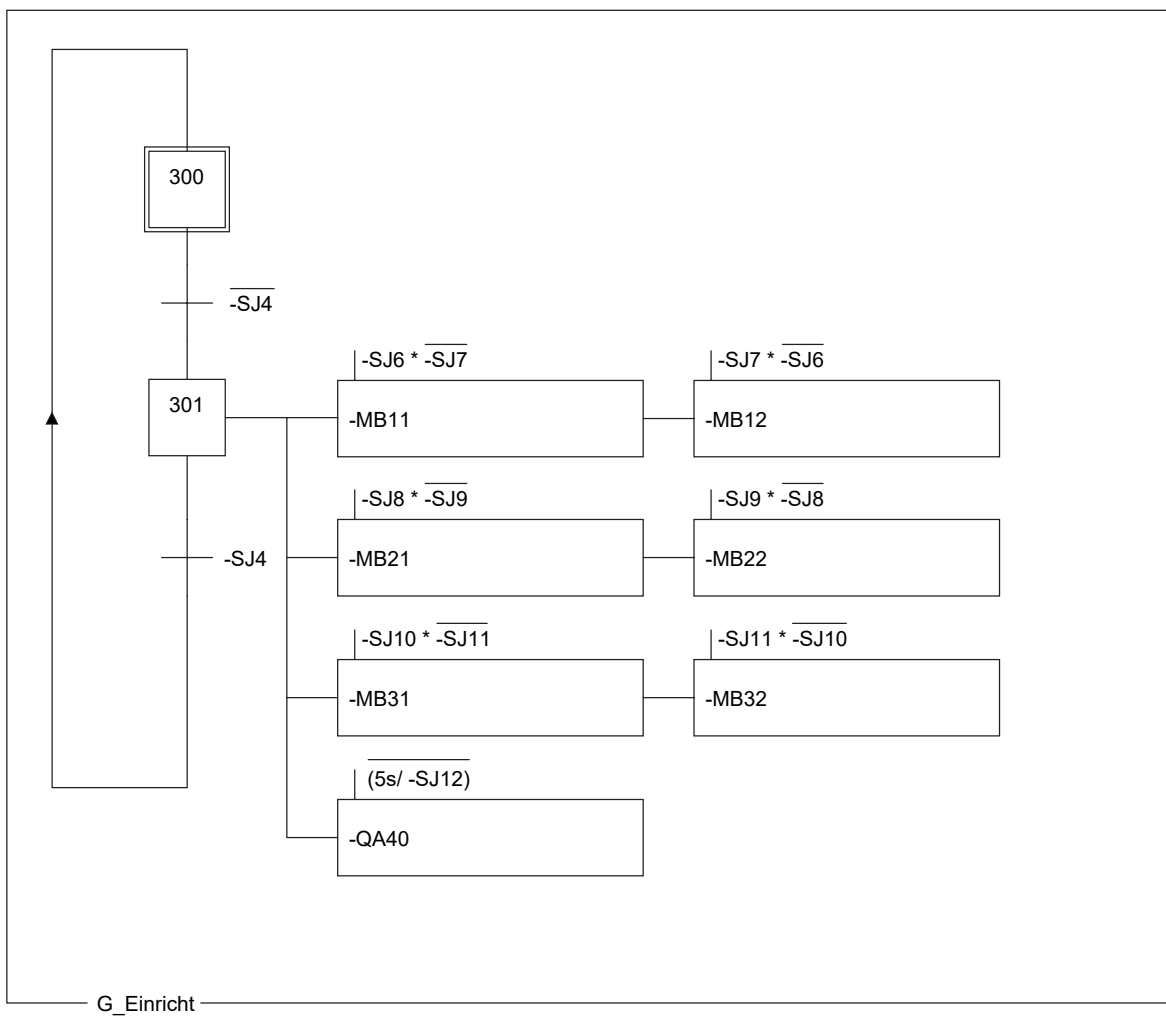 300
-SJ4
-SJ6 * -SJ7
-SJ7 * -SJ6
301
-MB11
-MB12
-SJ8 * -SJ9
-SJ9 * -SJ8
-SJ4
-MB21
-MB22
-SJ10 * -SJ11
-SJ11 * -SJ10
-MB31
-MB32
(5s/ -SJ12)
-QA40
G_Einricht